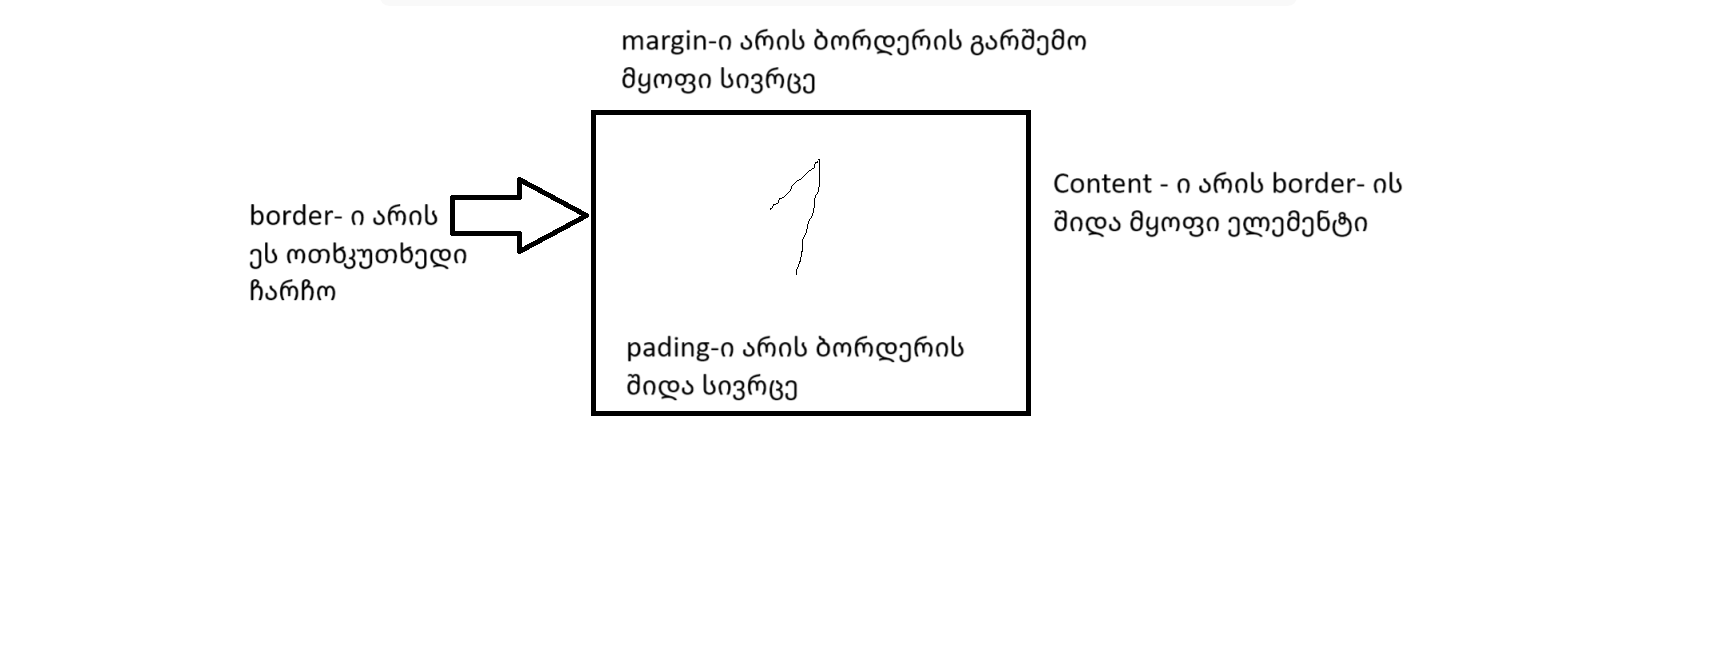 margin-ი არის ბორდერის გარშემო
მყოფი სივრცე
border- ი არის
ეს ოთხკუთხედი
ჩარჩო
1
Content - ი არის border- ის
შიდა მყოფი ელემენტი
pading-ი არის ბორდერის
შიდა სივრცე